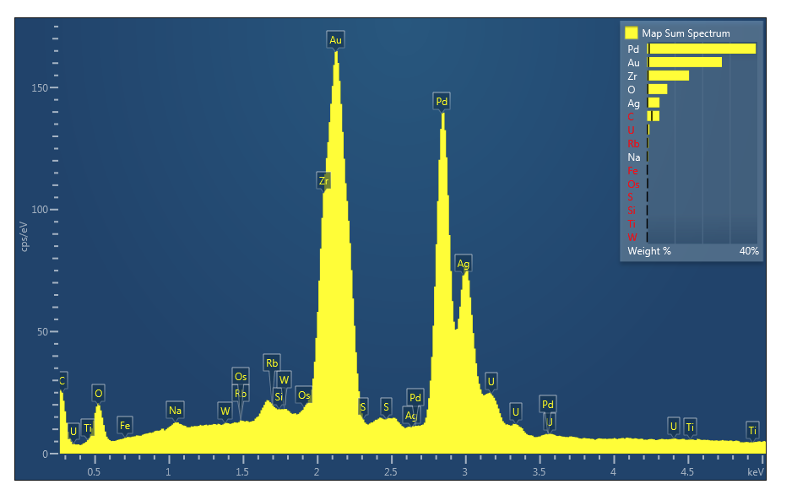 Map Sum Spectrum
Pd
Au
Zr
O
Ag
C
U
Rb
Na
Fe
Os
S
Si
Ti
W
Weight % 40%
cps/eV
150
100
50
0
Au
Zr
Pd
Ag
C
O
U
Ti
Fe
Na
W
Os
Rb
Rb
Si
W
Os
S
S
Pd
Ag
U
U
Pd
U
U
Ti
Ti
0.5 1 1.5 2 2.5 3 3.5 4 4.5 keV